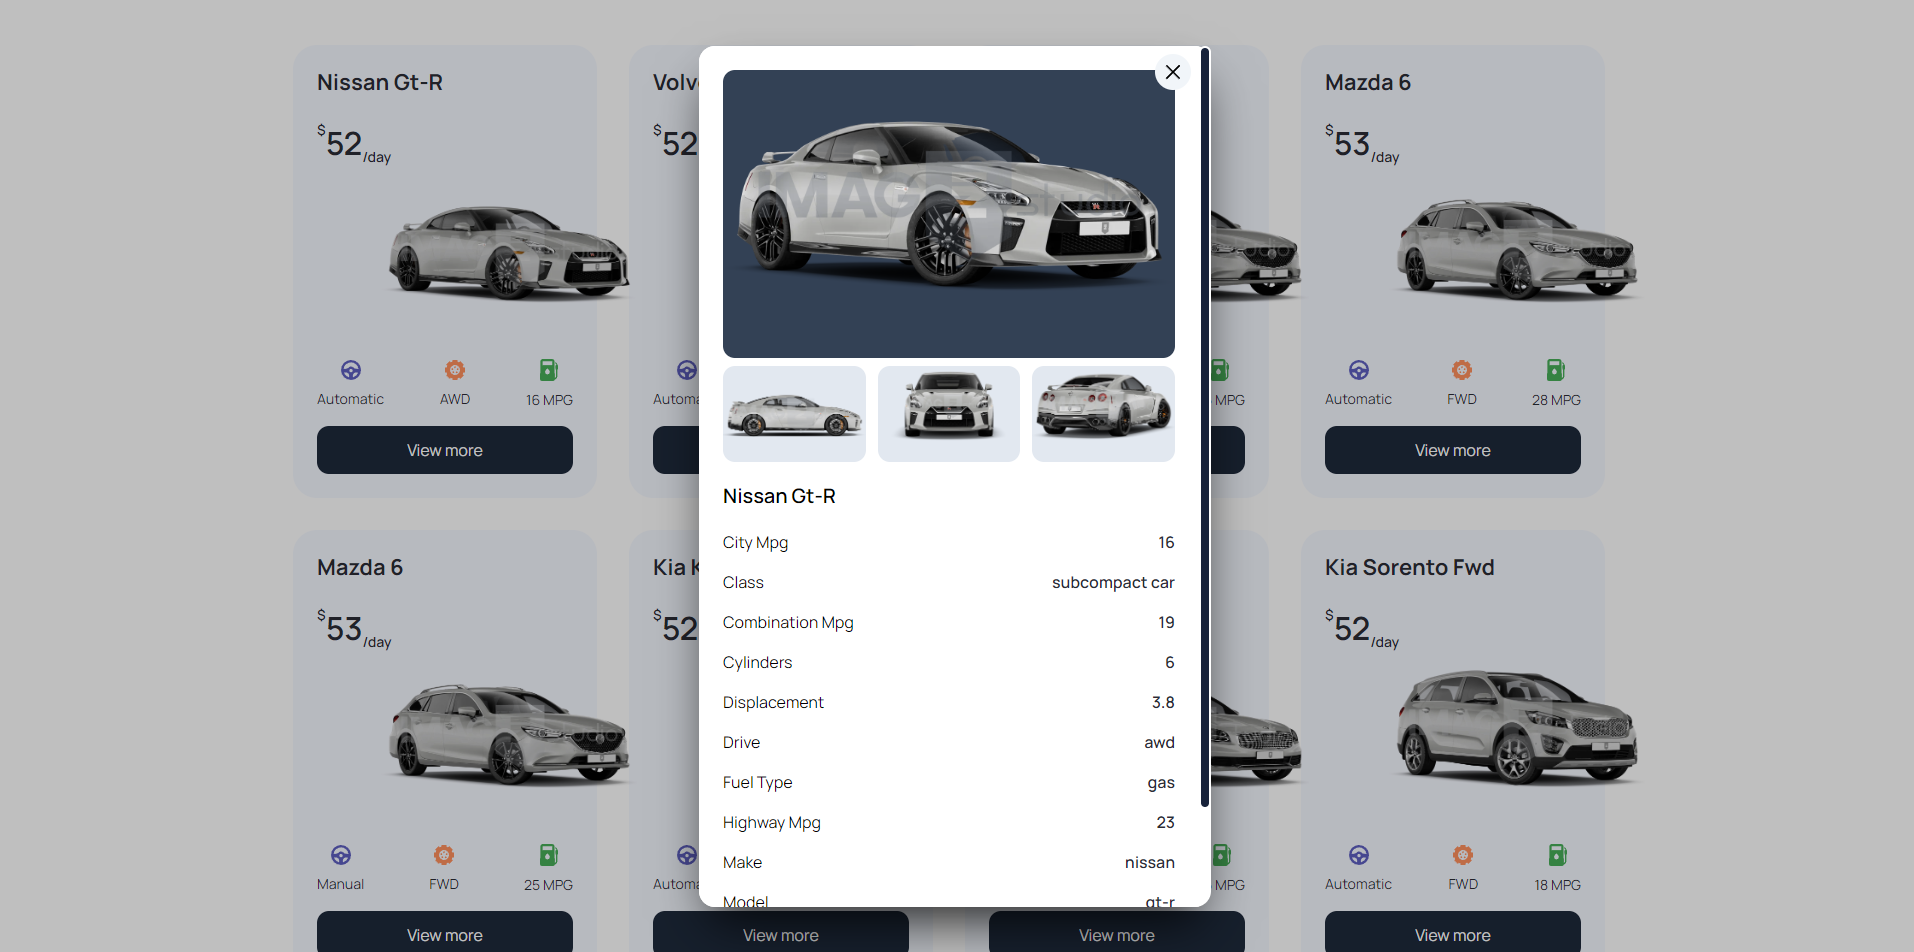 Nissan Gt-R
$52/day
Automatic
AWD
16 MPG
View more
Volv
$52
Autom
MPG
Mazda 6
$53/day
Automatic
FWD
28 MPG
View more
IMAG
studio
Nissan Gt-R
City Mpg 16
Class subcompact car
Combination Mpg 19
Cylinders 6
Displacement 3.8
Drive awd
Fuel Type gas
Highway Mpg 23
Make nissan
Model gt-r
Mazda 6
$53/day
Manual
FWD
25 MPG
View more
Kia K
$52
Autom
View more
MPG
View more
Kia Sorento Fwd
$52/day
Automatic
FWD
18 MPG
View more